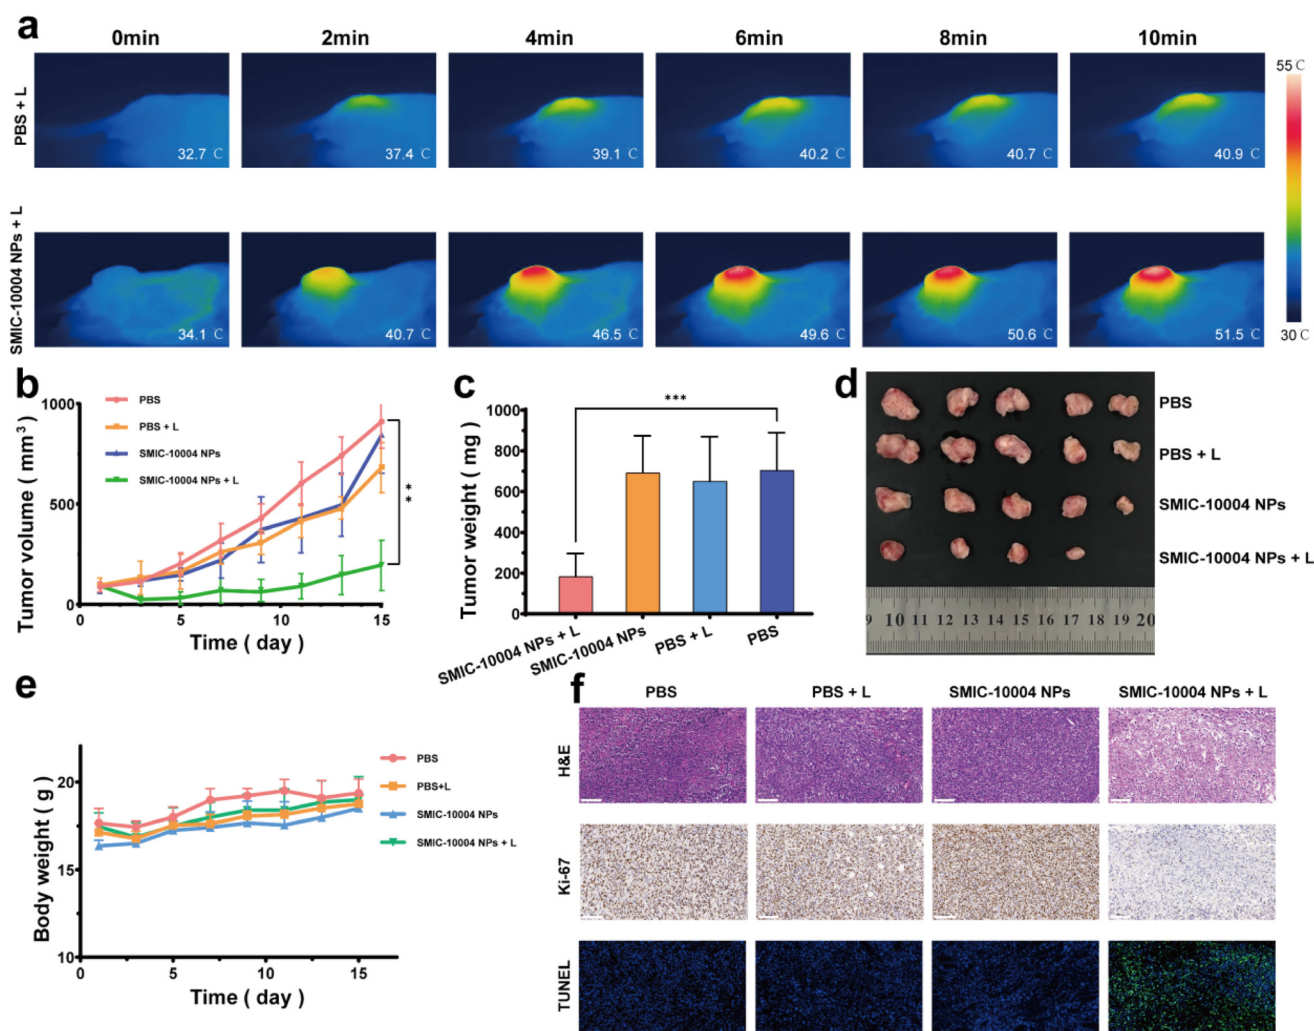 a
0min 2min 4min 6min 8min 10min
PBS + L
32.7 C 37.4 C 39.1 C 40.2 C 40.7 C 40.9 C
55 C
30 C
SMIC-10004 NPs + L
34.1 C 40.7 C 46.5 C 49.6 C 50.6 C 51.5 C
b
Tumor volume ( mm³ )
1000
500
0
0 5 10 15
Time ( day )
PBS
PBS + L
SMIC-10004 NPs
SMIC-10004 NPs + L
**
c
Tumor weight ( mg )
1000
800
600
400
200
0
***
SMIC-10004 NPs + L
SMIC-10004 NPs
PBS + L
PBS
d
PBS
PBS + L
SMIC-10004 NPs
SMIC-10004 NPs + L
9 10 11 12 13 14 15 16 17 18 19 20
e
Body weight ( g )
20
15
10
0 5 10 15
Time ( day )
PBS
PBS+L
SMIC-10004 NPs
SMIC-10004 NPs + L
f
PBS PBS + L SMIC-10004 NPs SMIC-10004 NPs + L
H&E
Ki-67
TUNEL